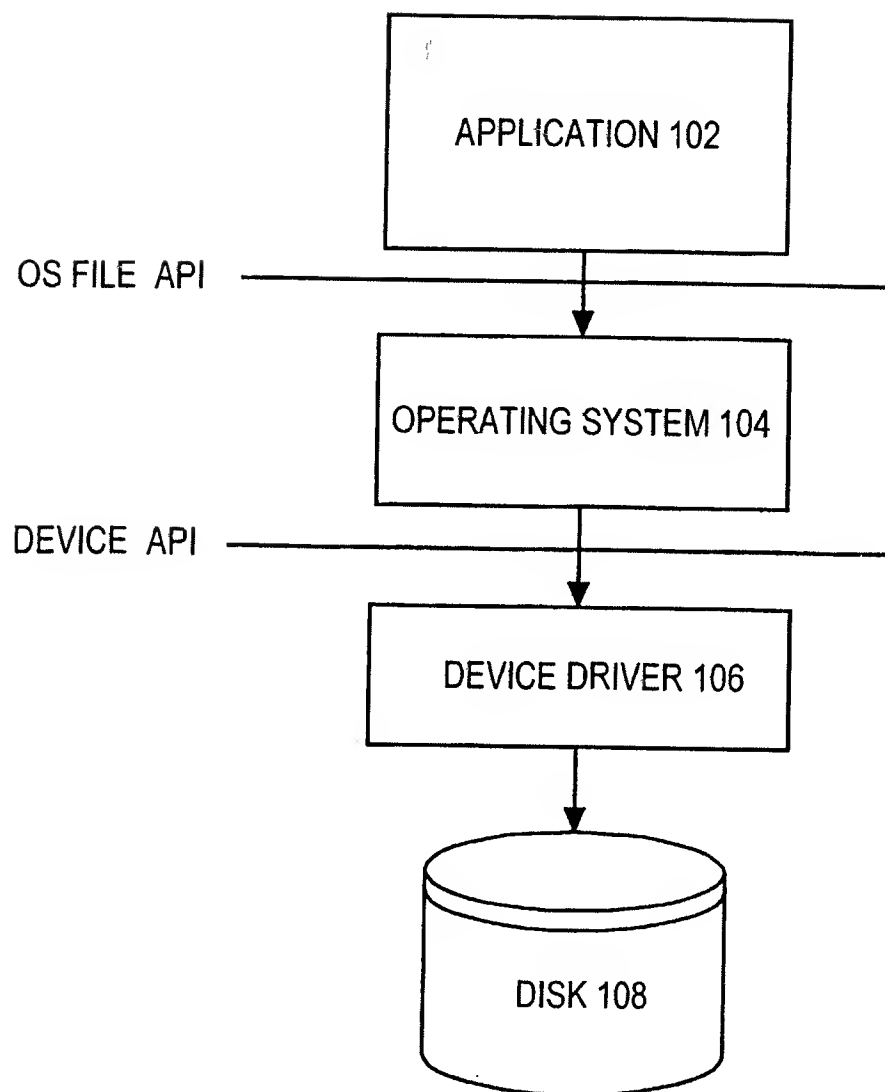 APPLICATION 102
OS FILE API
OPERATING SYSTEM 104
DEVICE API
DEVICE DRIVER 106
DISK 108